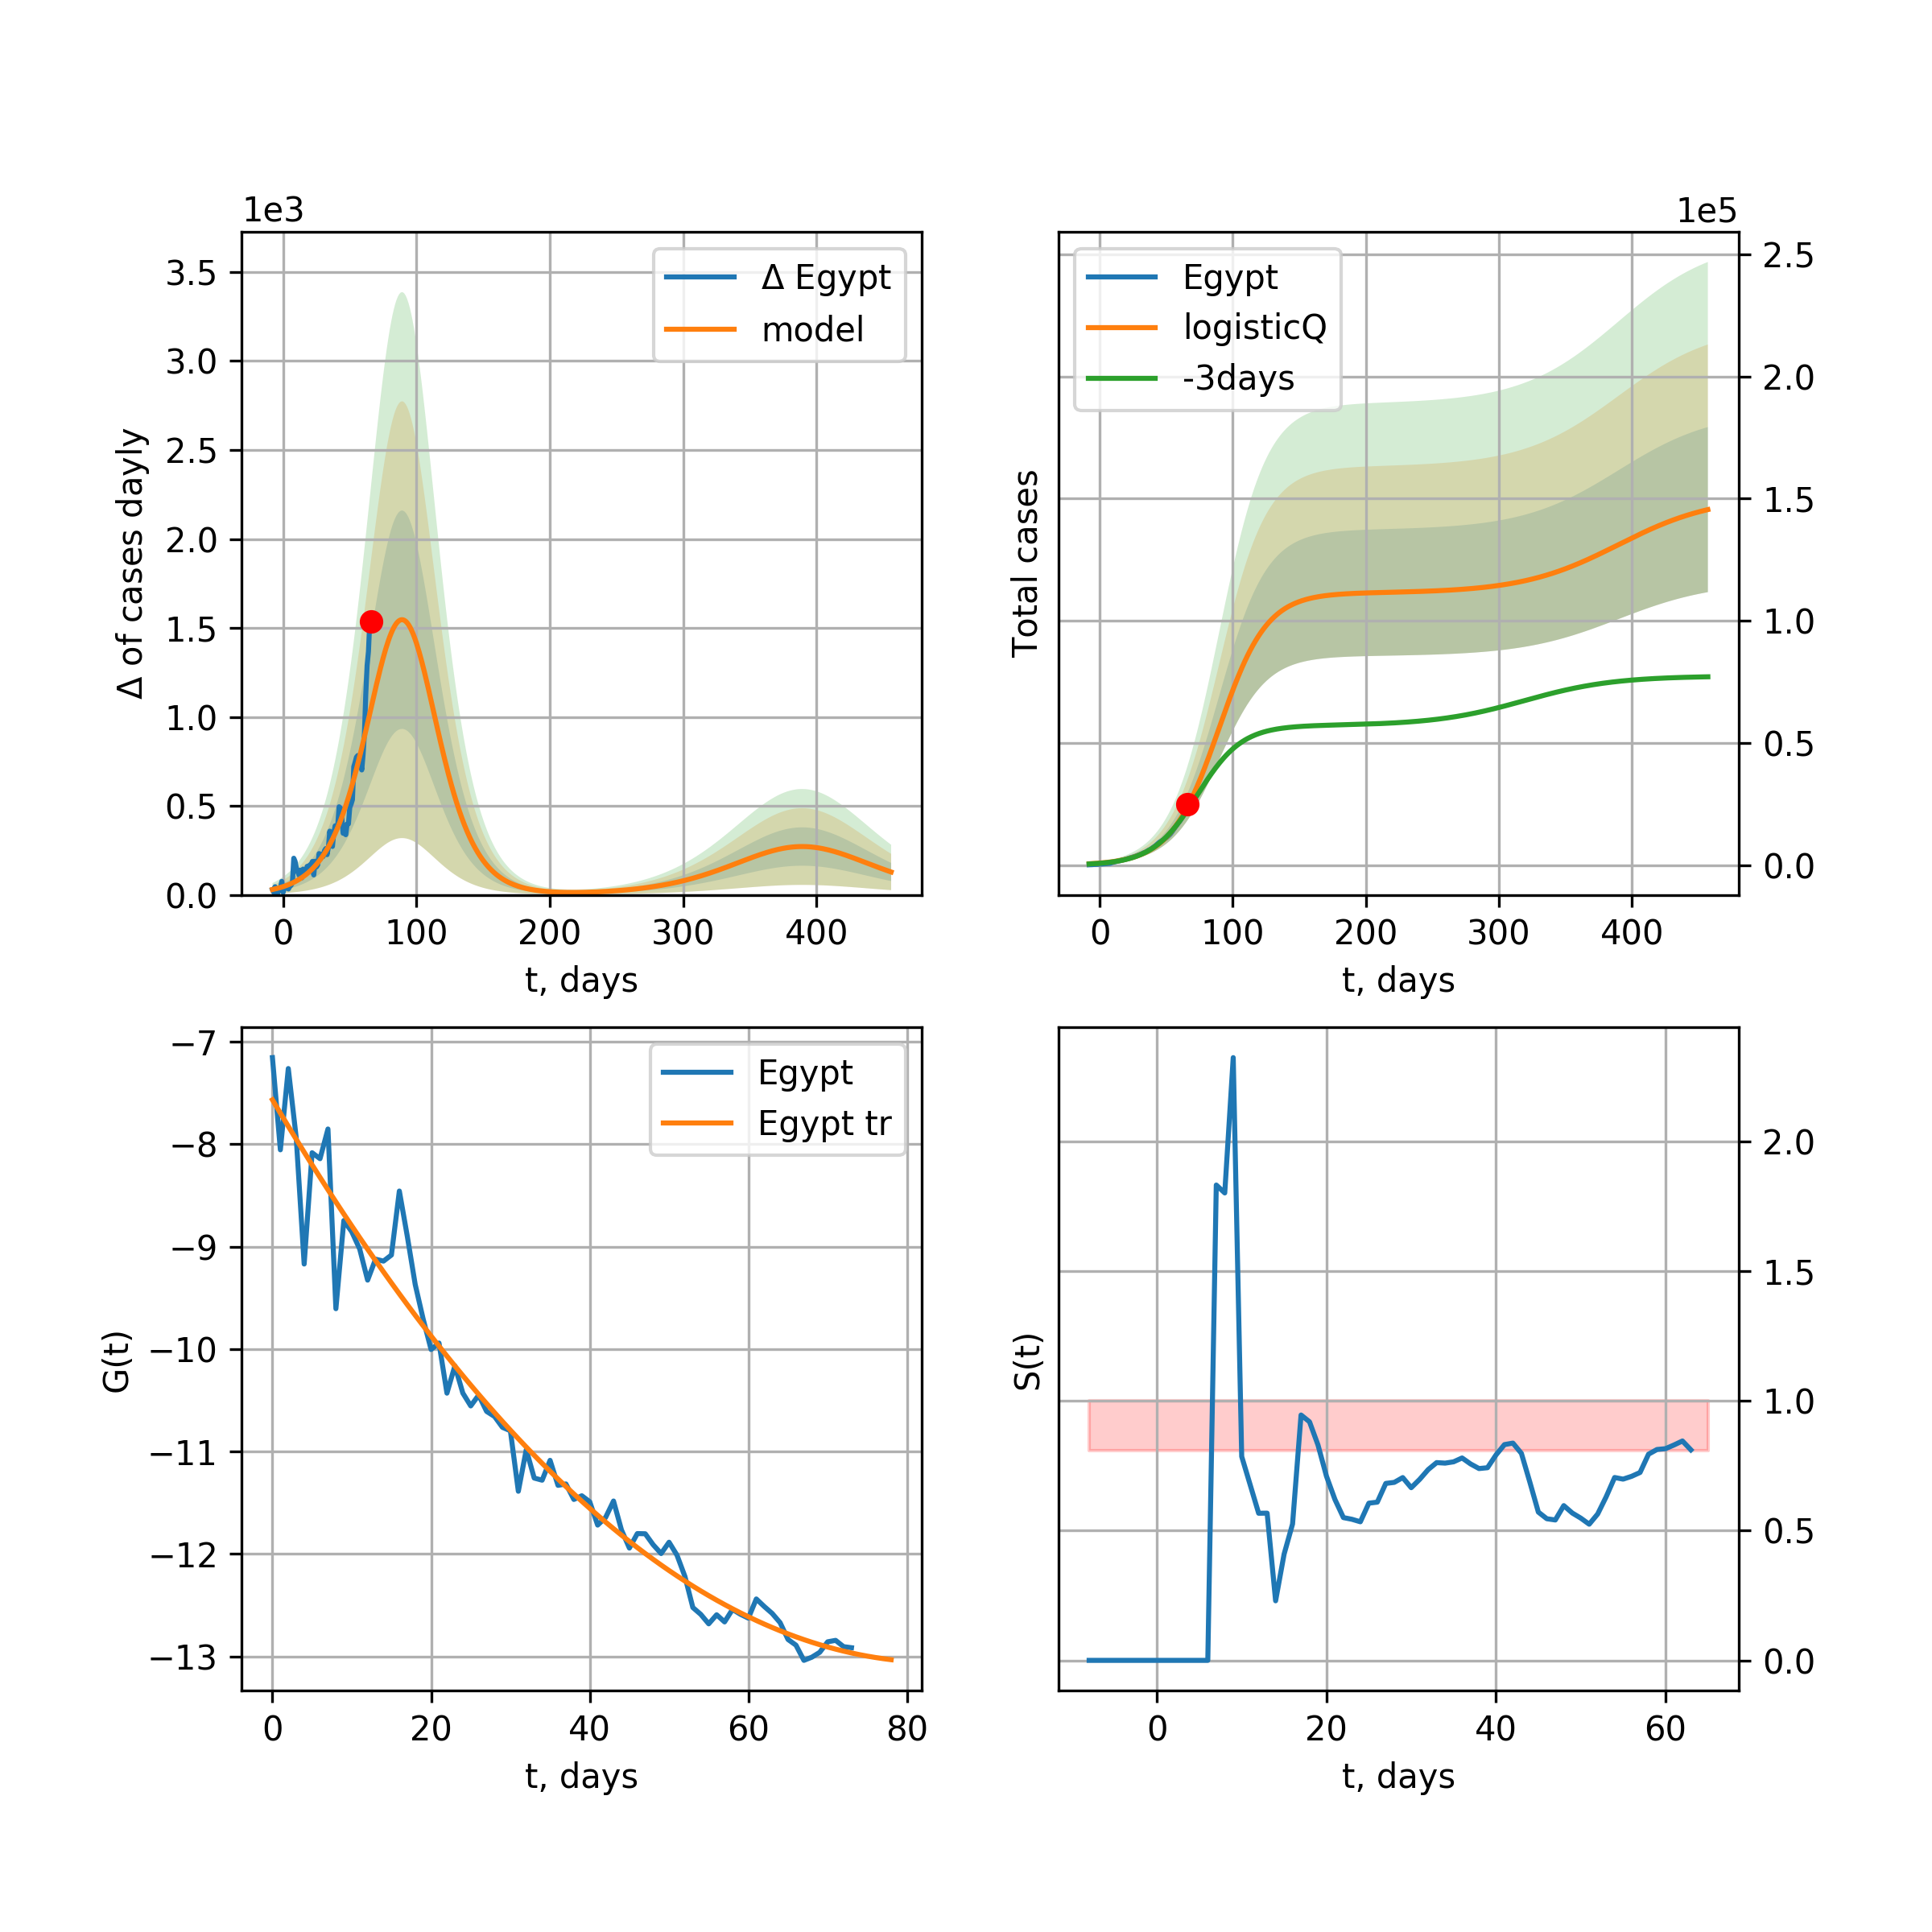 1e3
3.5
3.0
2.5
2.0
1.5
1.0
0.5
0.0
Δ of cases dayly
Δ Egypt
model
0 100 200 300 400
t, days
1e5
2.5
2.0
1.5
1.0
0.5
0.0
Total cases
Egypt
logisticQ
-3days
0 100 200 300 400
t, days
−7
−8
−9
−10
−11
−12
−13
G(t)
Egypt
Egypt tr
0 20 40 60 80
t, days
S(t)
2.0
1.5
1.0
0.5
0.0
0 20 40 60
t, days